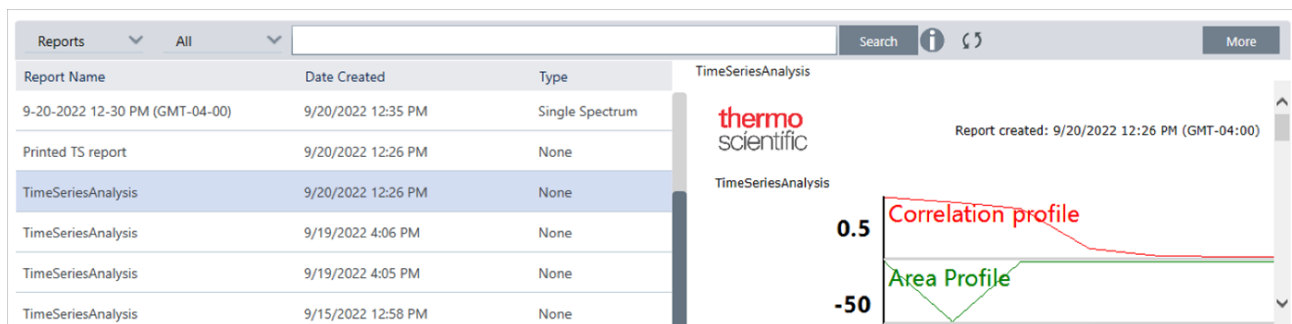 Reports All Search More
Report Name Date Created Type
9-20-2022 12-30 PM (GMT-04-00) 9/20/2022 12:35 PM Single Spectrum
Printed TS report 9/20/2022 12:26 PM None
TimeSeriesAnalysis 9/20/2022 12:26 PM None
TimeSeriesAnalysis 9/19/2022 4:06 PM None
TimeSeriesAnalysis 9/19/2022 4:05 PM None
TimeSeriesAnalysis 9/15/2022 12:58 PM None
TimeSeriesAnalysis
thermo
scientific
Report created: 9/20/2022 12:26 PM (GMT-04:00)
TimeSeriesAnalysis
Correlation profile
0.5
Area Profile
-50